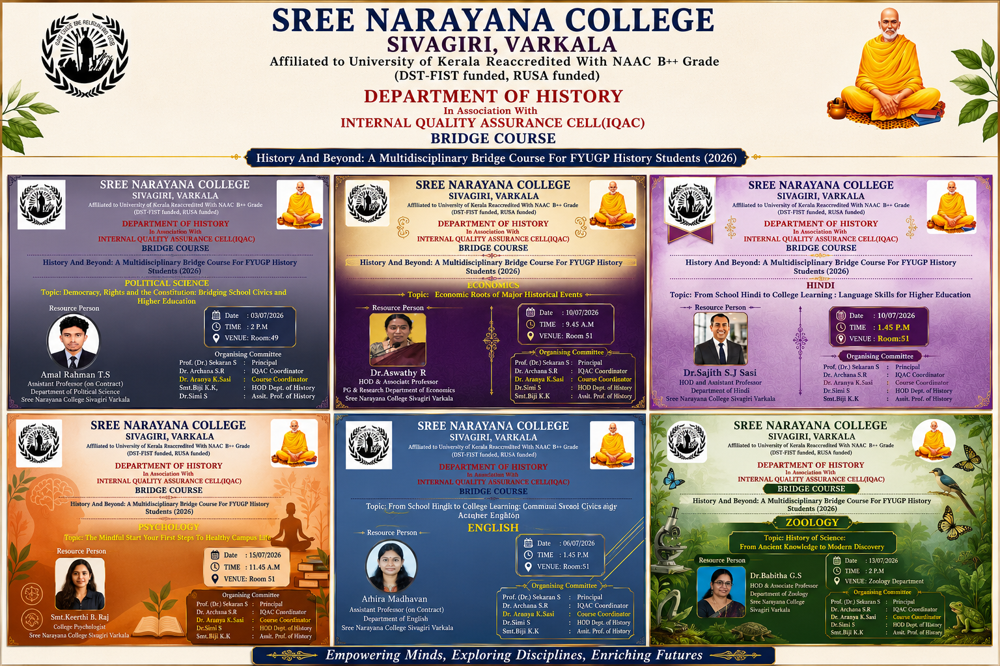 SREE NARAYANA COLLEGE
SIVAGIRI, VARKALA
Affiliated to University of Kerala Reaccredited With NAAC B++ Grade
(DST-FIST funded, RUSA funded)
DEPARTMENT OF HISTORY
In Association With
INTERNAL QUALITY ASSURANCE CELL(IQAC)
BRIDGE COURSE
History And Beyond: A Multidisciplinary Bridge Course For FYUGP History Students (2026)
SREE NARAYANA COLLEGE
SIVAGIRI, VARKALA
Affiliated to University of Kerala Reaccredited With NAAC B++ Grade
(DST-FIST funded, RUSA funded)
DEPARTMENT OF HISTORY
In Association With
INTERNAL QUALITY ASSURANCE CELL(IQAC)
BRIDGE COURSE
History And Beyond: A Multidisciplinary Bridge Course For FYUGP History
Students (2026)
POLITICAL SCIENCE
Topic: Democracy, Rights and the Constitution: Bridging School Civics and
Higher Education
Resource Person
Amal Rahman T.S
Assistant Professor (on Contract)
Department of Political Science
Sree Narayana College Sivagiri Varkala
Date : 03/07/2026
TIME : 2 P.M
VENUE: Room:49
Organising Committee
Prof. (Dr.) Sekaran S : Principal
Dr. Archana S.R : IQAC Coordinator
Dr. Aranya K.Sasi : Course Coordinator
Smt.Biji K.K, : HOD Dept. of History
Dr.Simi S : Assit. Prof. of History
SREE NARAYANA COLLEGE
SIVAGIRI, VARKALA
Affiliated to University of Kerala Reaccredited With NAAC B++ Grade
(DST-FIST funded, RUSA funded)
DEPARTMENT OF HISTORY
In Association With
INTERNAL QUALITY ASSURANCE CELL(IQAC)
BRIDGE COURSE
History And Beyond: A Multidisciplinary Bridge Course For FYUGP History
Students (2026)
ECONOMICS
Topic: Economic Roots of Major Historical Events
Resource Person
Dr.Aswathy R
HOD & Associatt Professor
PG & Research Department of Economics
Sree Narayana College Sivagiri Varkala
Date : 10/07/2026
TIME : 9.45 A.M
VENUE: Room 51
Organising Committee
Prof. (Dr.) Sekaran S : Principal
Dr. Archana S.R : IQAC Coordinator
Dr. Aranya K.Sasi : Course Coordinator
Dr.Simi S : HOD Dept. of History
Smt.Biji K.K : Assit. Prof. of History
SREE NARAYANA COLLEGE
SIVAGIRI, VARKALA
Affiliated to University of Kerala Reaccredited With NAAC B++ Grade
(DST-FIST funded, RUSA funded)
DEPARTMENT OF HISTORY
In Association With
INTERNAL QUALITY ASSURANCE CELL(IQAC)
BRIDGE COURSE
History And Beyond: A Multidisciplinary Bridge Course For FYUGP History
Students (2026)
HINDI
Topic: From School Hindi to College Learning : Language Skills for Higher Education
Resource Person
Dr.Sajith S.J Sasi
HOD and Assistant Professor
Department of Hindi
Sree Narayana College Sivagiri Varkala
Date : 10/07/2026
TIME : 1.45 P.M
VENUE : Room:51
Organising Committee
Prof. (Dr.) Sekaran S : Principal
Dr. Archana S.R : IQAC Coordinator
Dr. Aranya K.Sasi : Course Coordinator
Dr.Simi S : HOD Dept. of History
Smt.Biji K.K : Assit. Prof. of History
SREE NARAYANA COLLEGE
SIVAGIRI, VARKALA
Affiliated to University of Kerala Reaccredited With NAAC B++ Grade
(DST-FIST funded, RUSA funded)
DEPARTMENT OF HISTORY
In Association With
INTERNAL QUALITY ASSURANCE CELL(IQAC)
BRIDGE COURSE
History And Beyond: A Multidisciplinary Bridge Course For FYUGP History
Students (2026)
PSYCHOLOGY
Topic: The Mindful Start Your First Steps To Healthy Campus Life
Resource Person
Smt.Keerthi B. Raj
College Psychologist
Sree Narayana College Sivagiri Varkala
Date : 15/07/2026
TIME : 11.45 A.M
VENUE: Room 51
Organising Committee
Prof. (Dr.) Sekaran S : Principal
Dr. Archana S.R : IQAC Coordinator
Dr. Aranya K.Sasi : Course Coordinator
Dr.Simi S : HOD Dept. of History
Smt.Biji K.K : Assit. Prof. of History
SREE NARAYANA COLLEGE
SIVAGIRI, VARKALA
Affiliated to University of Kerala Reaccredited With NAAC B++ Grade
(DST-FIST funded, RUSA funded)
DEPARTMENT OF HISTORY
In Association With
INTERNAL QUALITY ASSURANCE CELL(IQAC)
BRIDGE COURSE
Topic: From School to College Learning: Civics
ENGLISH
Resource Person
Athira Madhavan
Assistant Professor (on Contract)
Department of English
Sree Narayana College Sivagiri Varkala
Date : 06/07/2026
TIME : 1.45 P.M
VENUE: Room:51
Organising Committee
Prof. (Dr.) Sekaran S : Principal
Dr. Archana S.R : IQAC Coordinator
Dr. Aranya K.Sasi : Course Coordinator
Dr.Simi S : HOD Dept. of History
Smt.Biji K.K : Assit. Prof. of History
SREE NARAYANA COLLEGE
SIVAGIRI, VARKALA
Affiliated to University of Kerala Reaccredited With NAAC B++ Grade
(DST-FIST funded, RUSA funded)
DEPARTMENT OF HISTORY
In Association With
INTERNAL QUALITY ASSURANCE CELL(IQAC)
BRIDGE COURSE
History And Beyond: A Multidisciplinary Bridge Course For FYUGP History
Students (2026)
ZOOLOGY
Topic: History of Science:
From Ancient Knowledge to Modern Discovery
Resource Person
Dr.Babitha G.S
HOD & Associate Professor
Department of Zoology
Sree Narayana College
Sivagiri Varkala
Date : 13/07/2026
TIME : 2 P.M
VENUE: Zoology Department
Organising Committee
Prof. (Dr.) Sekaran S : Principal
Dr. Archana S.R : IQAC Coordinator
Dr. Aranya K.Sasi : Course Coordinator
Dr.Simi S : HOD Dept. of History
Smt.Biji K.K : Assit. Prof. of History
Empowering Minds, Exploring Disciplines, Enriching Futures